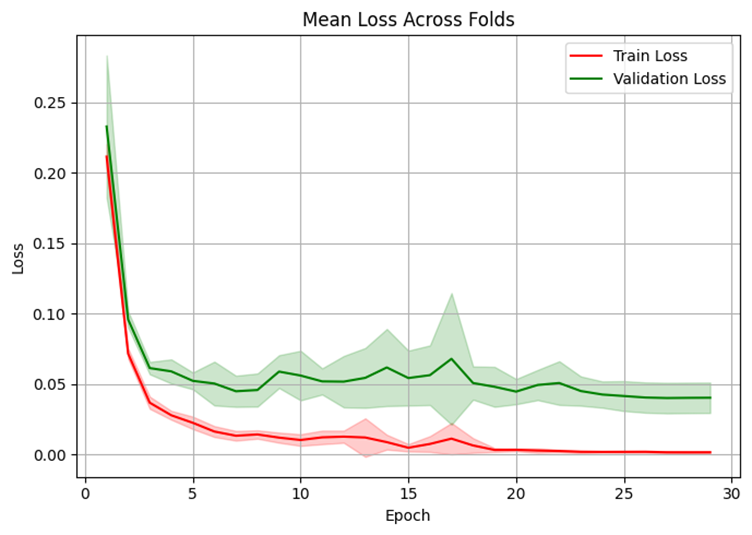 Mean Loss Across Folds
Train Loss
Validation Loss
0.25
0.20
0.15
0.10
0.05
0.00
Loss
0 5 10 15 20 25 30
Epoch